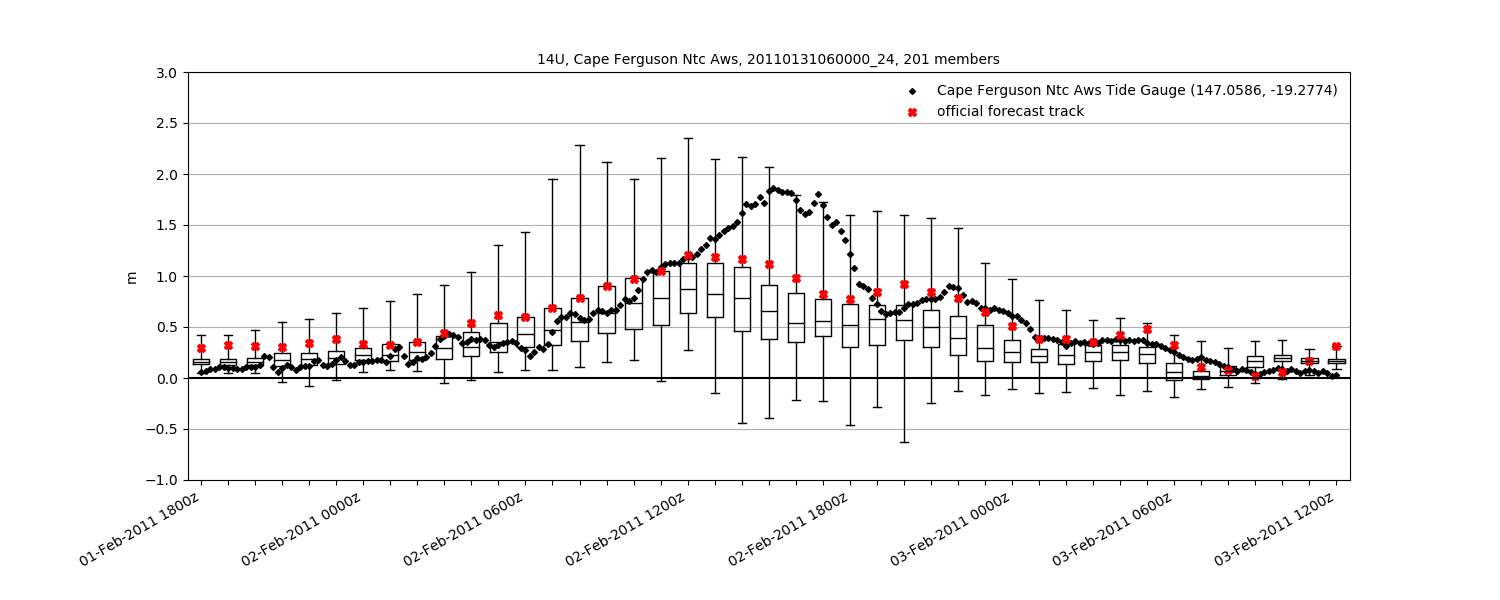 14U, Cape Ferguson Ntc Aws, 20110131060000_24, 201 members
Cape Ferguson Ntc Aws Tide Gauge (147.0586, -19.2774)
official forecast track
3.0
2.5
2.0
1.5
1.0
0.5
0.0
−0.5
−1.0
m
01-Feb-2011 1800z
02-Feb-2011 0000z
02-Feb-2011 0600z
02-Feb-2011 1200z
02-Feb-2011 1800z
03-Feb-2011 0000z
03-Feb-2011 0600z
03-Feb-2011 1200z